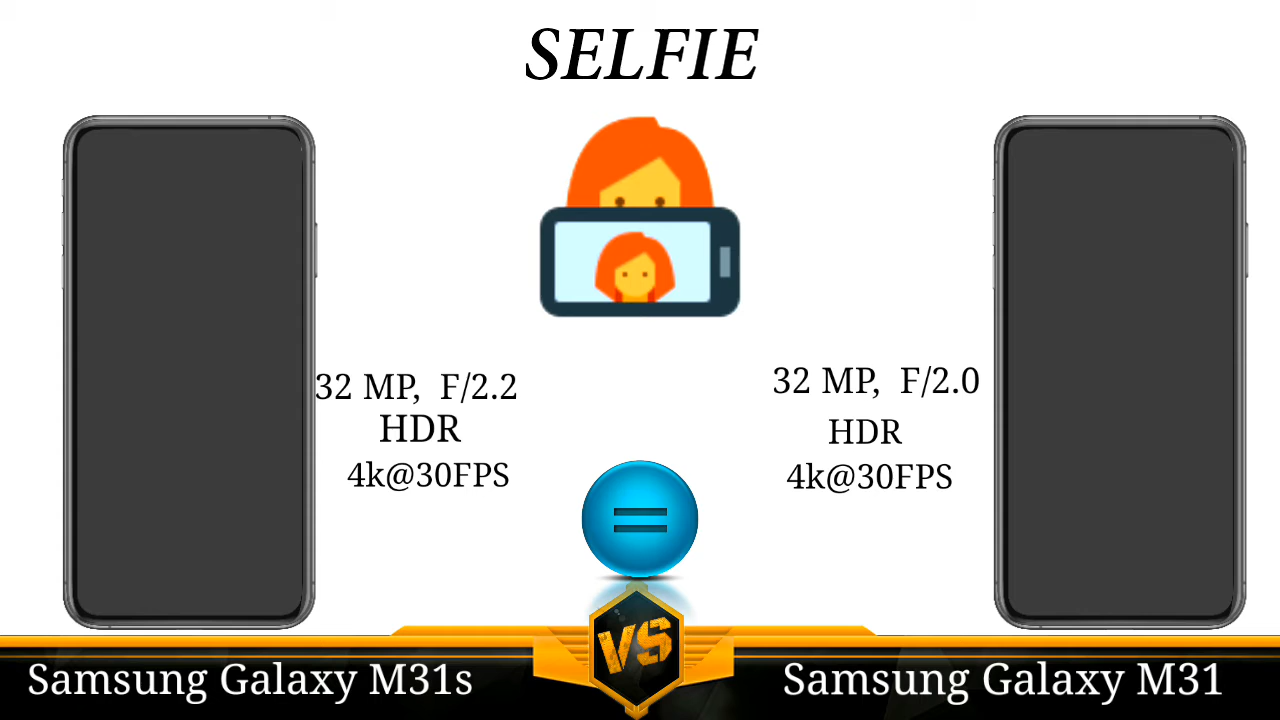 SELFIE
32 MP, F/2.2
HDR
4k@30FPS
32 MP, F/2.0
HDR
4k@30FPS
=
VS
Samsung Galaxy M31s
Samsung Galaxy M31